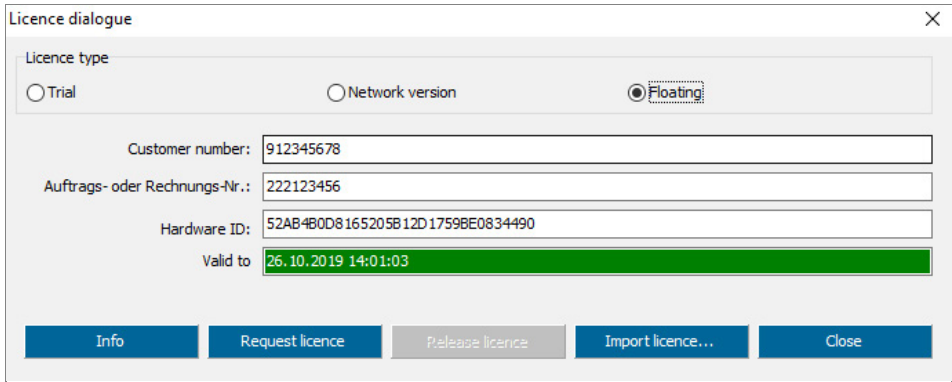 Licence dialogue
Licence type
Trial Network version Floating
Customer number: 912345678
Auftrags- oder Rechnungs-Nr.: 222123456
Hardware ID: 52AB4B0D8165205B12D1759BE0834490
Valid to 26.10.2019 14:01:03
Info Request licence Release licence Import licence... Close